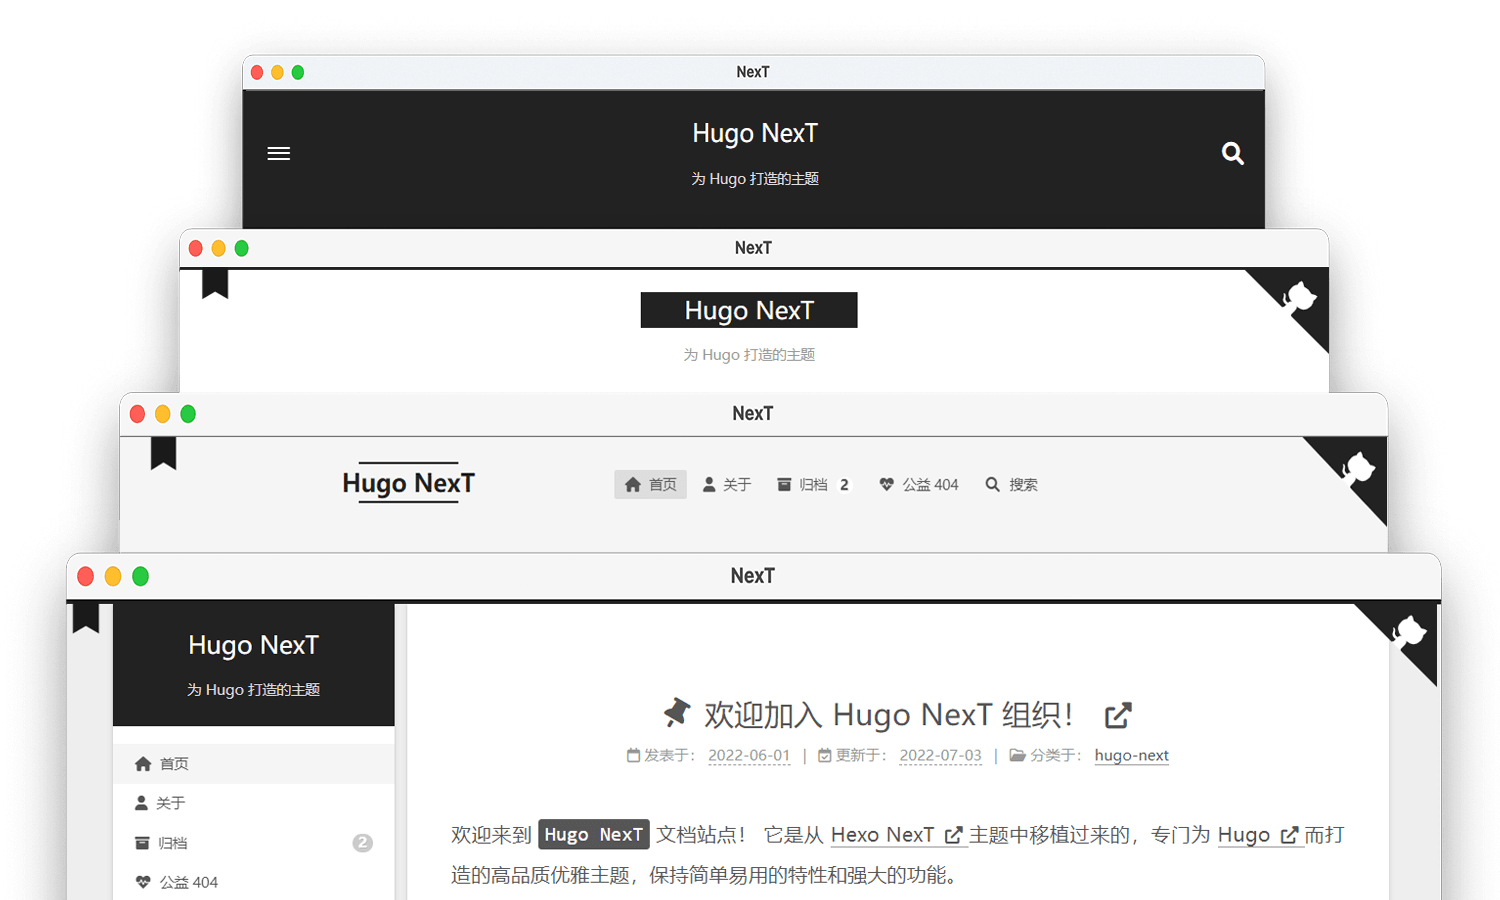 NexT
Hugo NexT
为 Hugo 打造的主题
NexT
Hugo NexT
为 Hugo 打造的主题
NexT
Hugo NexT
首页 关于 归档 2 公益 404 搜索
NexT
Hugo NexT
为 Hugo 打造的主题
首页
关于
归档 2
公益 404
欢迎加入 Hugo NexT 组织！
发表于： 2022-06-01 | 更新于： 2022-07-03 | 分类于： hugo-next
欢迎来到 Hugo NexT 文档站点！ 它是从 Hexo NexT 主题中移植过来的，专门为 Hugo 而打
造的高品质优雅主题，保持简单易用的特性和强大的功能。